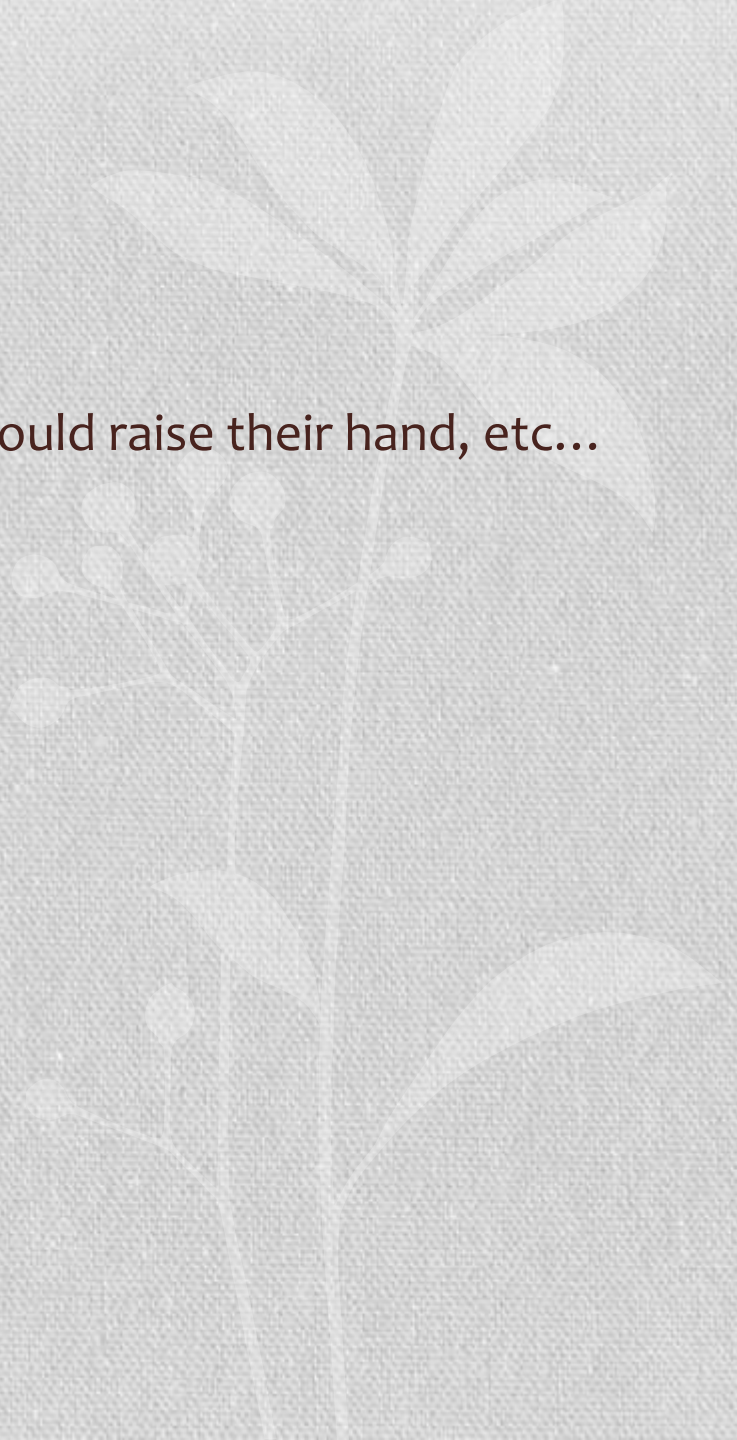 ould raise their hand, etc…